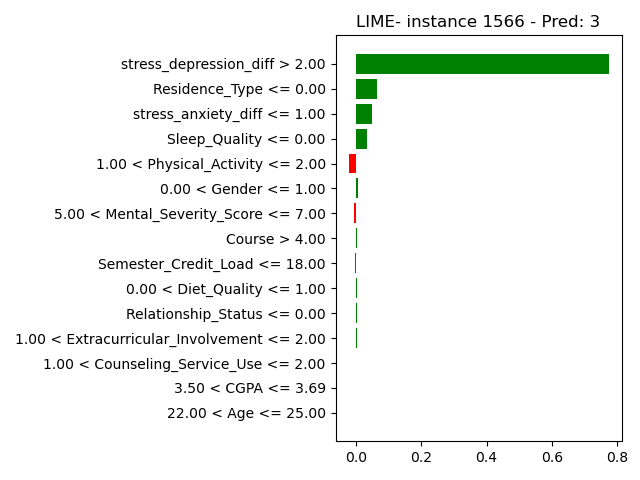 LIME- instance 1566 - Pred: 3
stress_depression_diff > 2.00
Residence_Type <= 0.00
stress_anxiety_diff <= 1.00
Sleep_Quality <= 0.00
1.00 < Physical_Activity <= 2.00
0.00 < Gender <= 1.00
5.00 < Mental_Severity_Score <= 7.00
Course > 4.00
Semester_Credit_Load <= 18.00
0.00 < Diet_Quality <= 1.00
Relationship_Status <= 0.00
1.00 < Extracurricular_Involvement <= 2.00
1.00 < Counseling_Service_Use <= 2.00
3.50 < CGPA <= 3.69
22.00 < Age <= 25.00
0.0 0.2 0.4 0.6 0.8